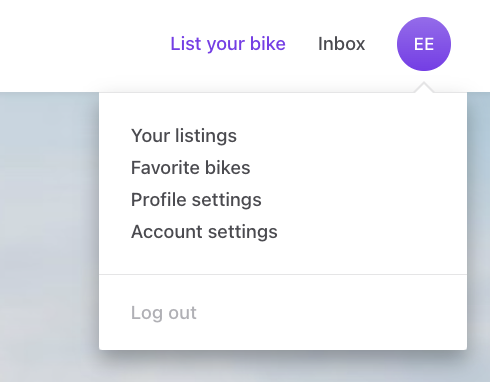 List your bike Inbox EE
Your listings
Favorite bikes
Profile settings
Account settings
Log out